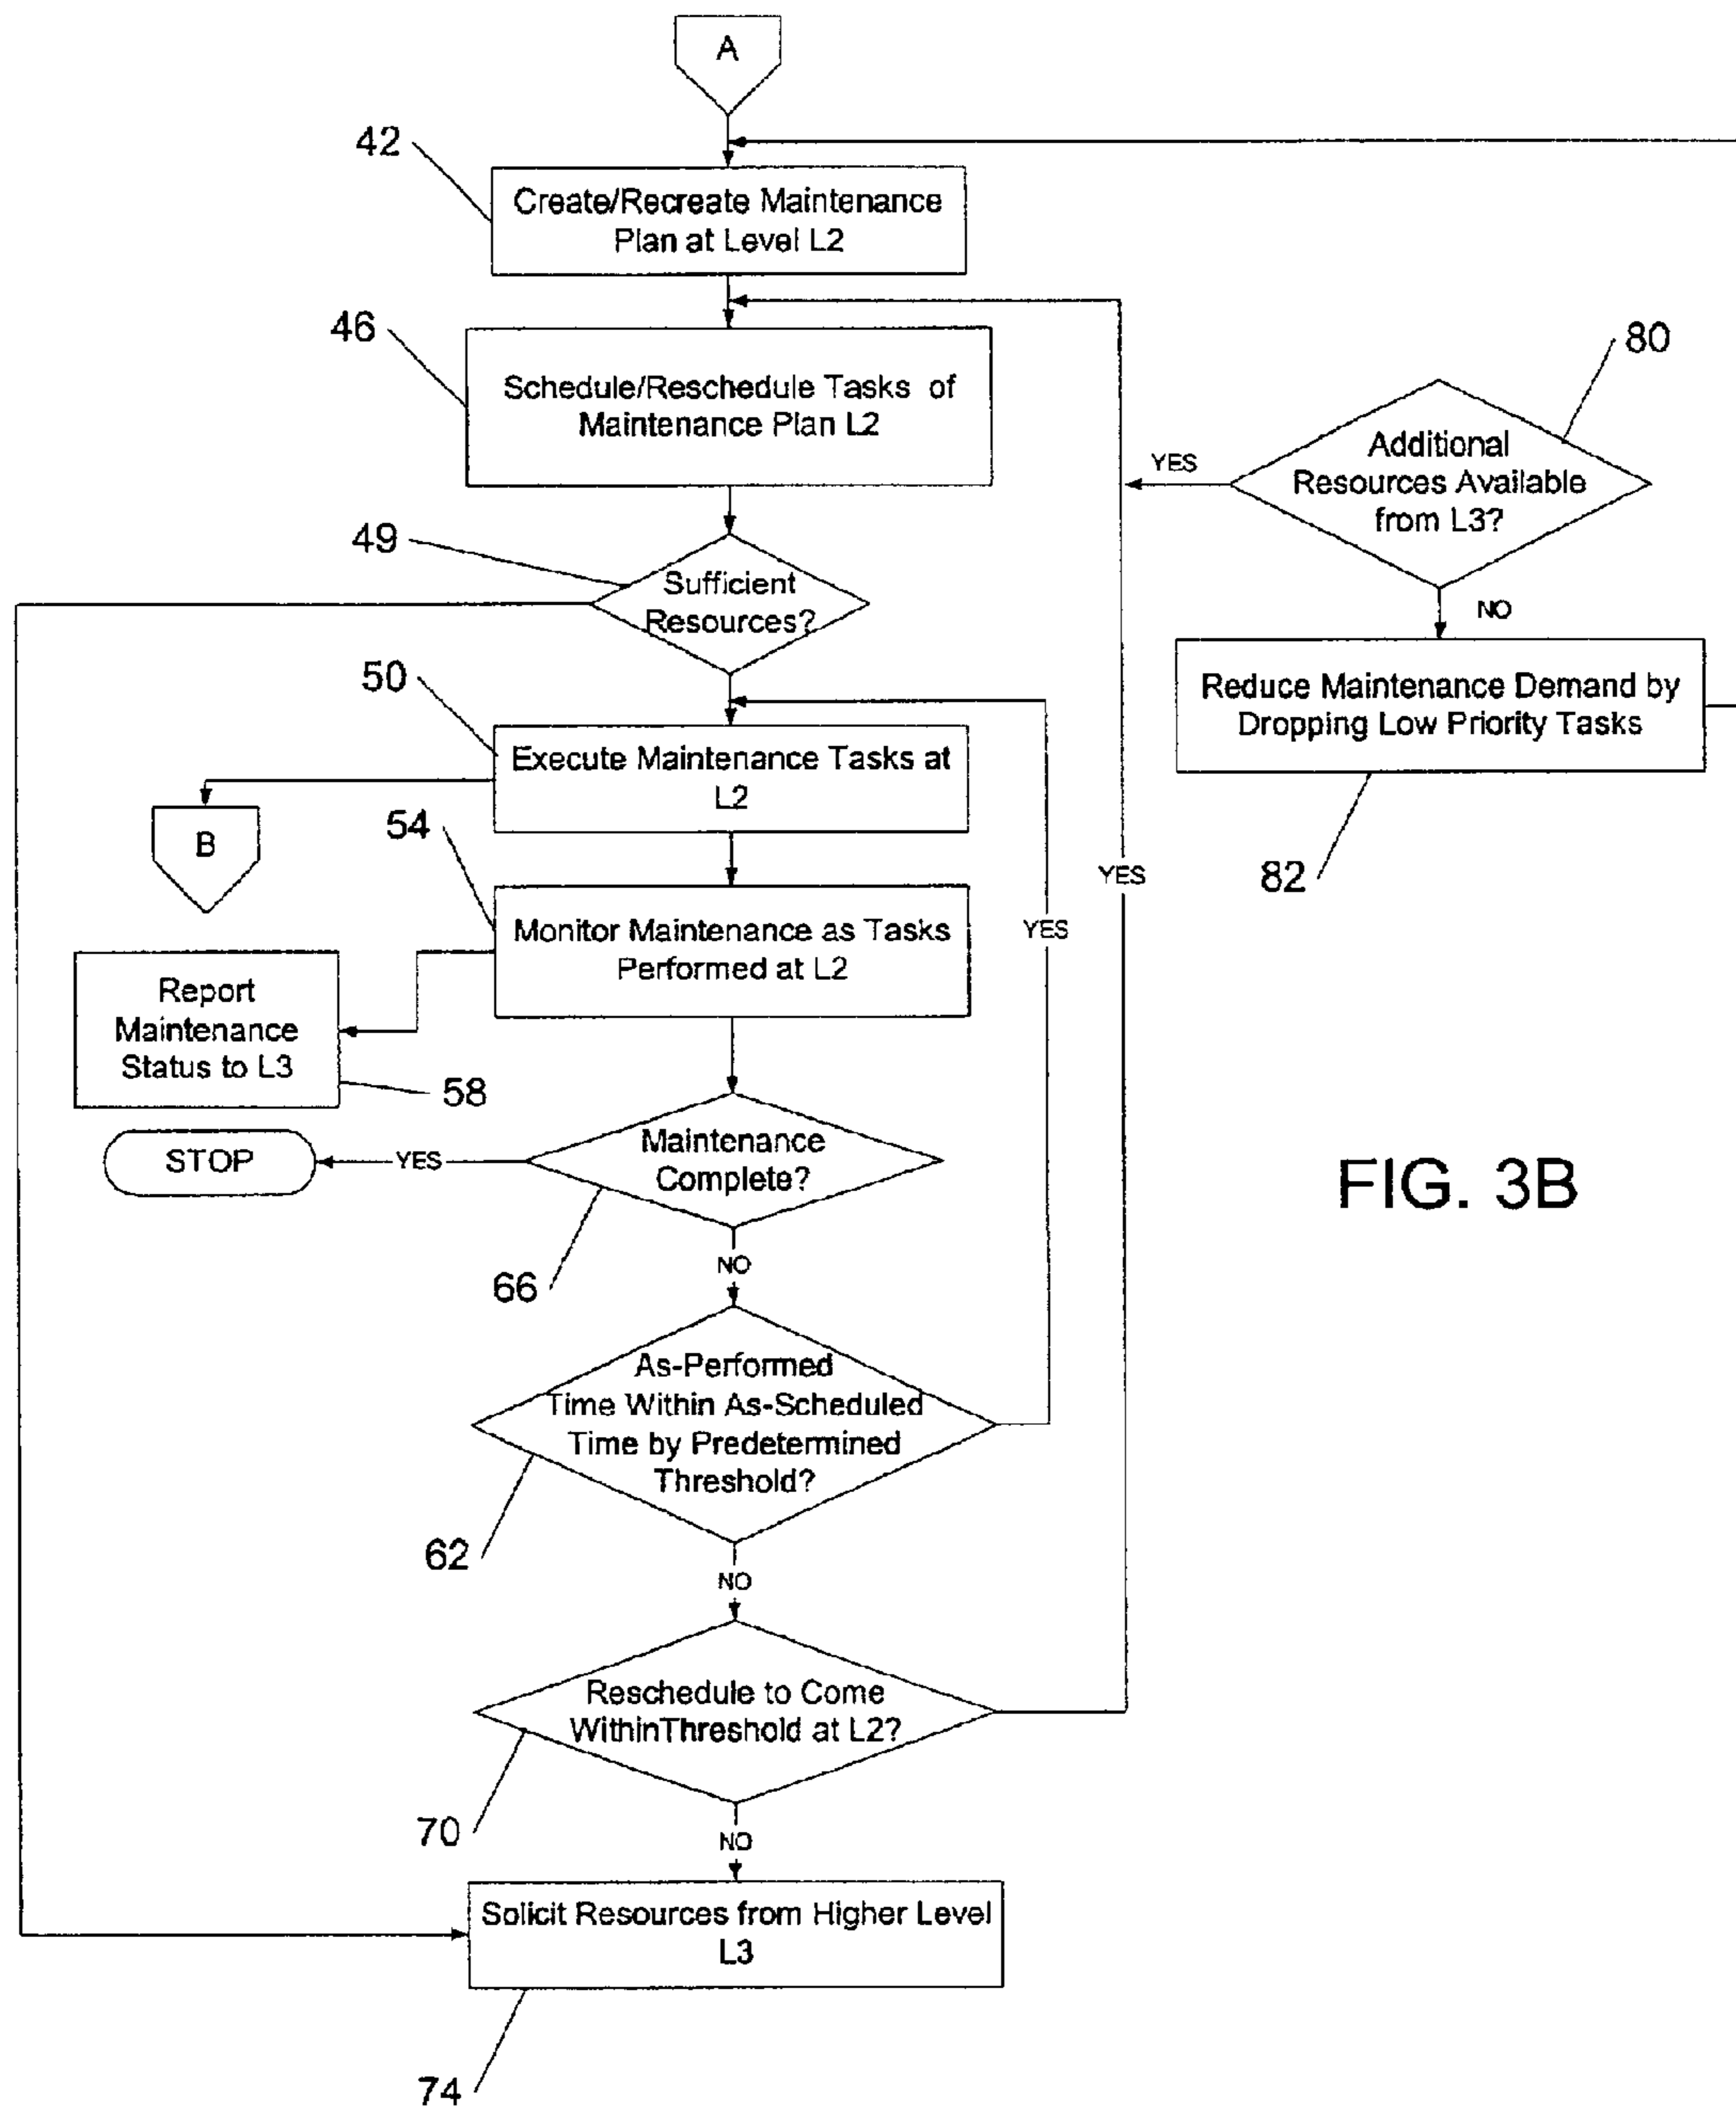 A
42
Create/Recreate Maintenance
Plan at Level L2
46
Schedule/Reschedule Tasks of
Maintenance Plan L2
80
Additional
Resources Available
from L3?
YES
NO
49
Sufficient
Resources?
Reduce Maintenance Demand by
Dropping Low Priority Tasks
82
50
Execute Maintenance Tasks at
L2
B
54
Monitor Maintenance as Tasks
Performed at L2
YES
YES
Report
Maintenance
Status to L3
58
STOP
YES
Maintenance
Complete?
66
NO
FIG. 3B
As-Performed
Time Within As-Scheduled
Time by Predetermined
Threshold?
62
NO
Reschedule to Come
WithinThreshold at L2?
70
NO
Solicit Resources from Higher Level
L3
74